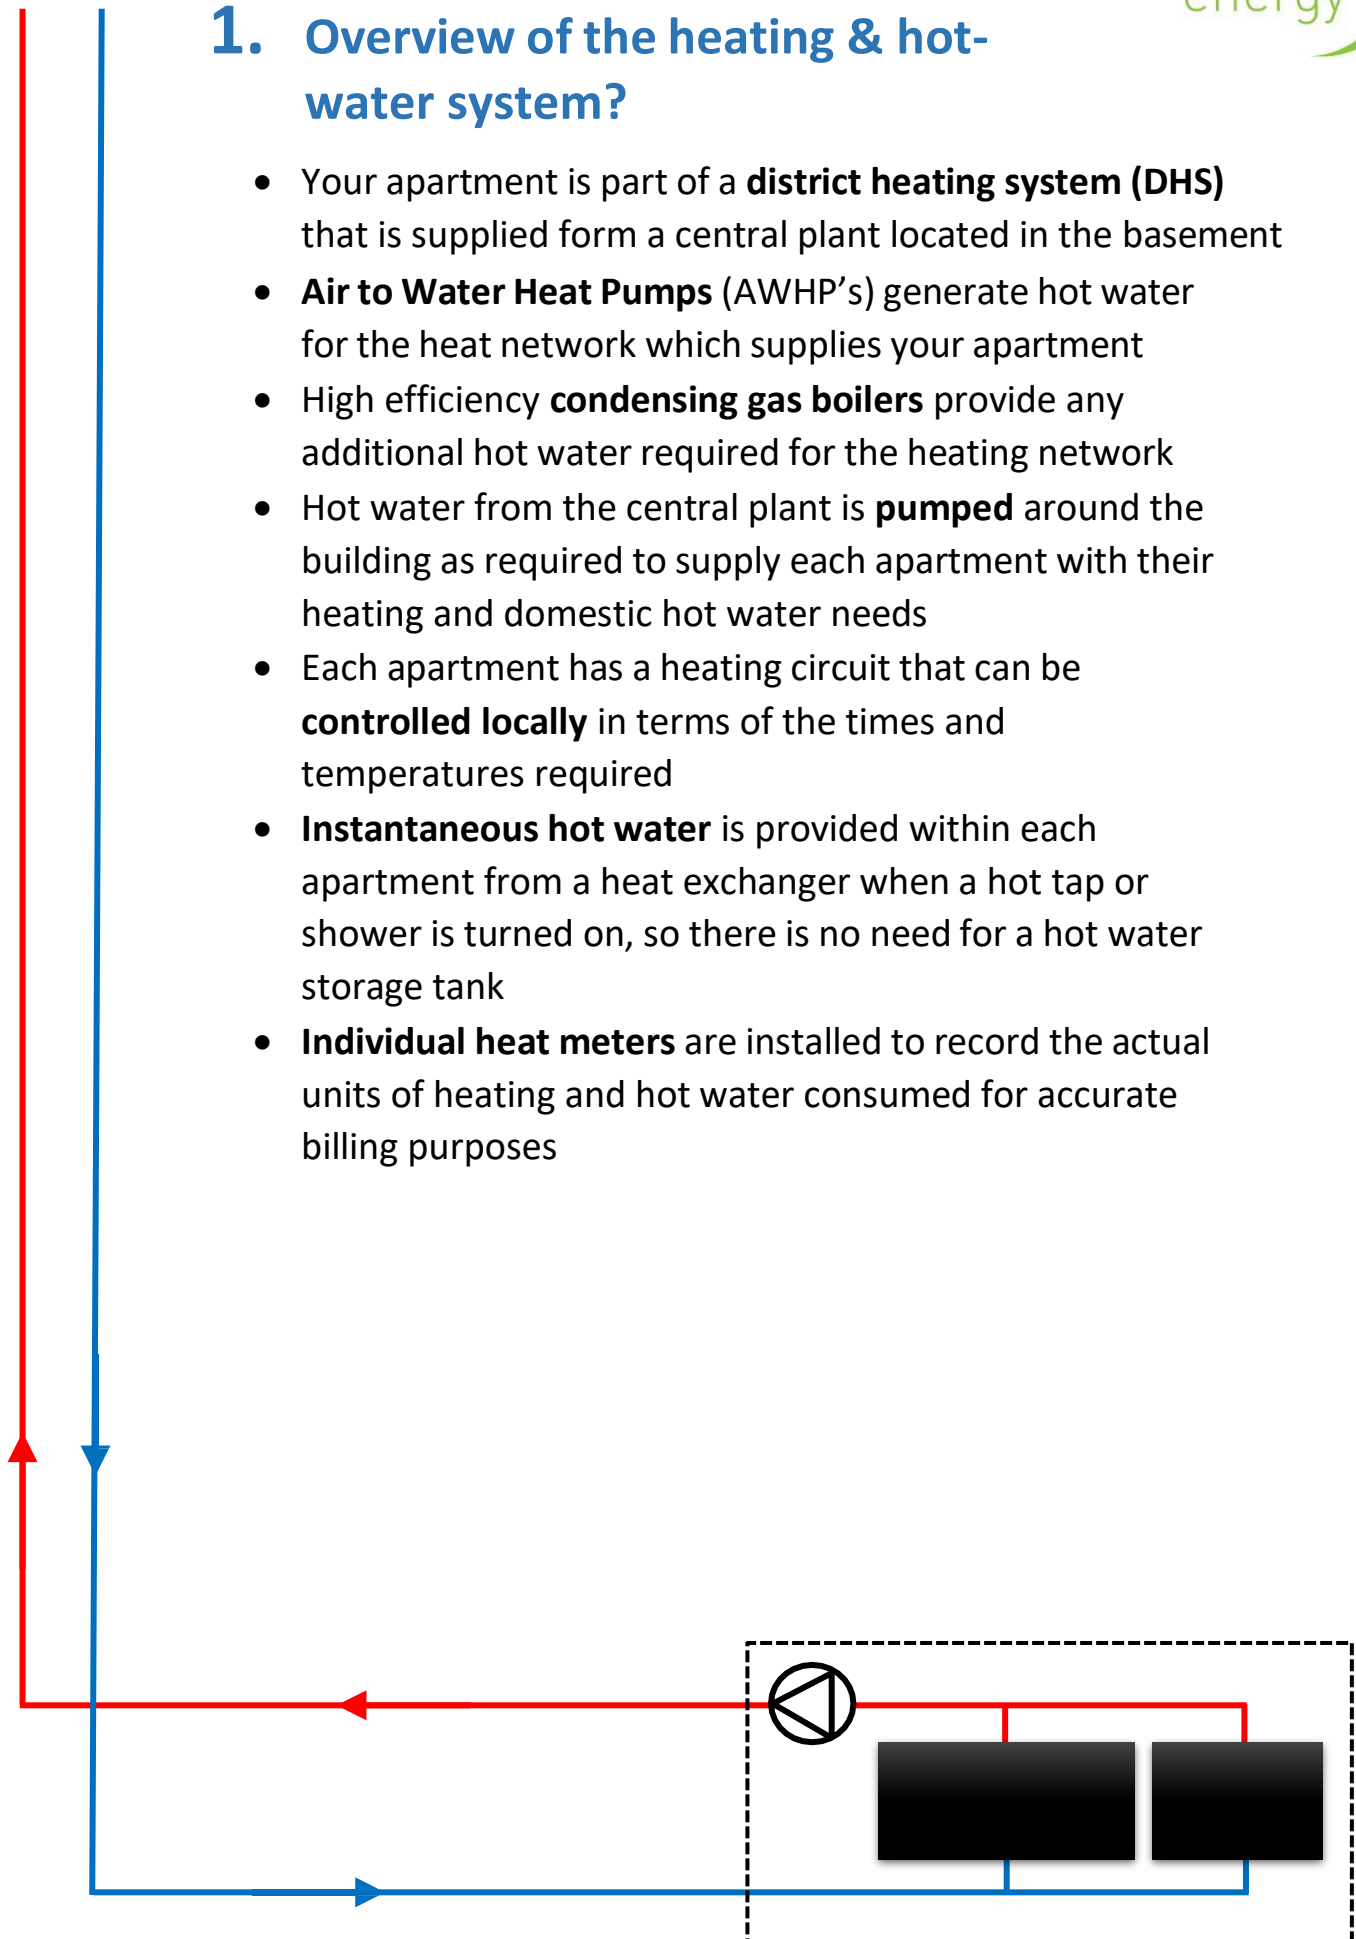 energy
1. Overview of the heating & hot-
water system?
• Your apartment is part of a district heating system (DHS)
that is supplied form a central plant located in the basement
• Air to Water Heat Pumps (AWHP’s) generate hot water
for the heat network which supplies your apartment
• High efficiency condensing gas boilers provide any
additional hot water required for the heating network
• Hot water from the central plant is pumped around the
building as required to supply each apartment with their
heating and domestic hot water needs
• Each apartment has a heating circuit that can be
controlled locally in terms of the times and
temperatures required
• Instantaneous hot water is provided within each
apartment from a heat exchanger when a hot tap or
shower is turned on, so there is no need for a hot water
storage tank
• Individual heat meters are installed to record the actual
units of heating and hot water consumed for accurate
billing purposes